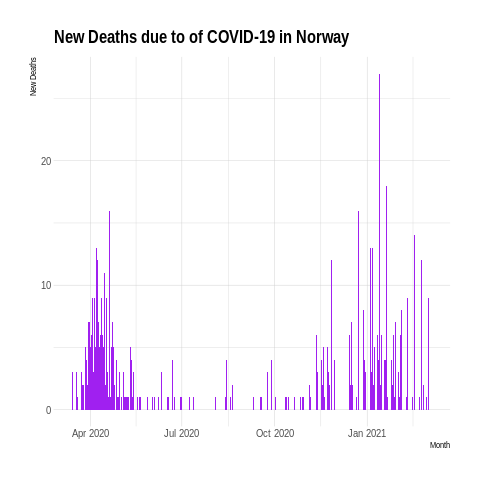 New Deaths due to of COVID-19 in Norway
New Deaths
20
10
0
Apr 2020
Jul 2020
Oct 2020
Jan 2021
Month